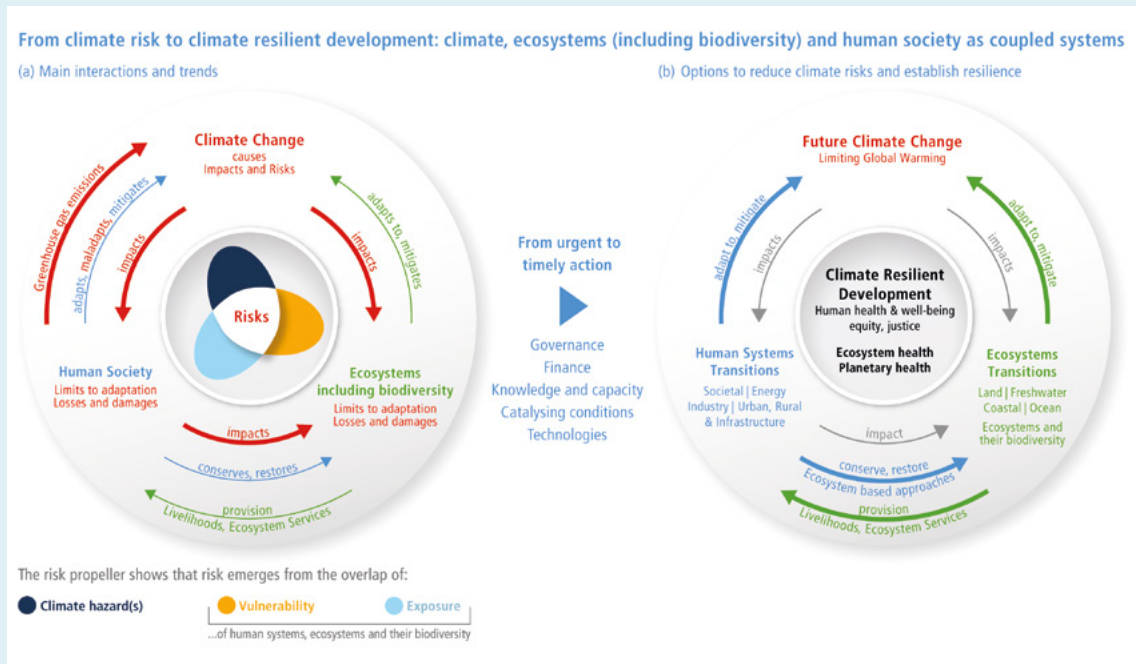 From climate risk to climate resilient development: climate, ecosystems (including biodiversity) and human society as coupled systems
(a) Main interactions and trends
Climate Change
causes
Impacts and Risks
Greenhouse gas emissions
adapts, maladapts, mitigates
impacts
impacts
adapts to, mitigates
Risks
Human Society
Limits to adaptation
Losses and damages
Ecosystems
including biodiversity
Limits to adaptation
Losses and damages
impacts
conserves, restores
provision
Livelihoods, Ecosystem Services
From urgent to
timely action
Governance
Finance
Knowledge and capacity
Catalysing conditions
Technologies
(b) Options to reduce climate risks and establish resilience
Future Climate Change
Limiting Global Warming
adapt to, mitigate
impacts
impacts
adapt to, mitigate
Climate Resilient
Development
Human health & well-being
equity, justice
Ecosystem health
Planetary health
Human Systems
Transitions
Societal | Energy
Industry | Urban, Rural
& Infrastructure
Ecosystems
Transitions
Land | Freshwater
Coastal | Ocean
Ecosystems and
their biodiversity
impact
conserve, restore
Ecosystem based approaches
provision
Livelihoods, Ecosystem Services
The risk propeller shows that risk emerges from the overlap of:
Climate hazard(s)
Vulnerability
Exposure
...of human systems, ecosystems and their biodiversity